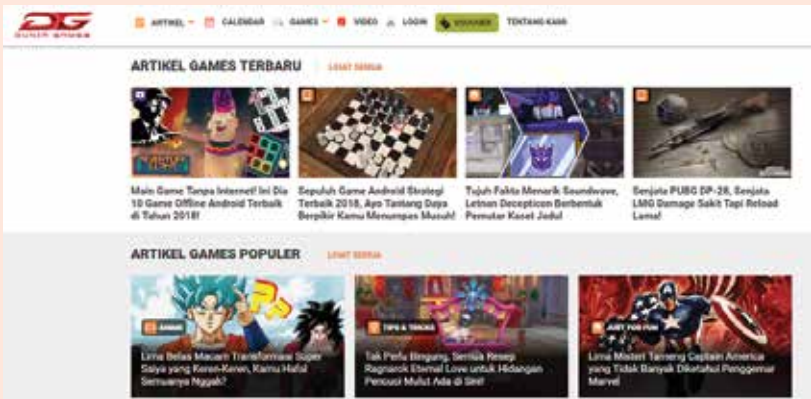 DG
DUNIA GAMES
ARTIKEL
CALENDAR
GAMES
VIDEO
LOGIN
VOUCHER
TENTANG KAMI
ARTIKEL GAMES TERBARU
LIHAT SEMUA
Main Game Tanpa Internet! Ini Dia
10 Game Offline Android Terbaik
di Tahun 2018!
Sepuluh Game Android Strategi
Terbaik 2018, Ayo Tantang Daya
Berpikir Kamu Menumpas Musuh!
Tujuh Fakta Menarik Soundwave,
Letnan Decepticon Berbentuk
Pemutar Kaset Jadul
Senjata PUBG DP-28, Senjata
LMG Damage Sakit Tapi Reload
Lama!
ARTIKEL GAMES POPULER
LIHAT SEMUA
ANIME
Lima Belas Macam Transformasi Super
Saiya yang Keren-Keren, Kamu Hafal
Semuanya Nggak?
TIPS & TRICKS
Tak Perlu Bingung, Semua Resep
Ragnarok Eternal Love untuk Hidangan
Pencuci Mulut Ada di Sini!
JUST FOR FUN
Lima Misteri Tameng Captain America
yang Tidak Banyak Diketahui Penggemar
Marvel